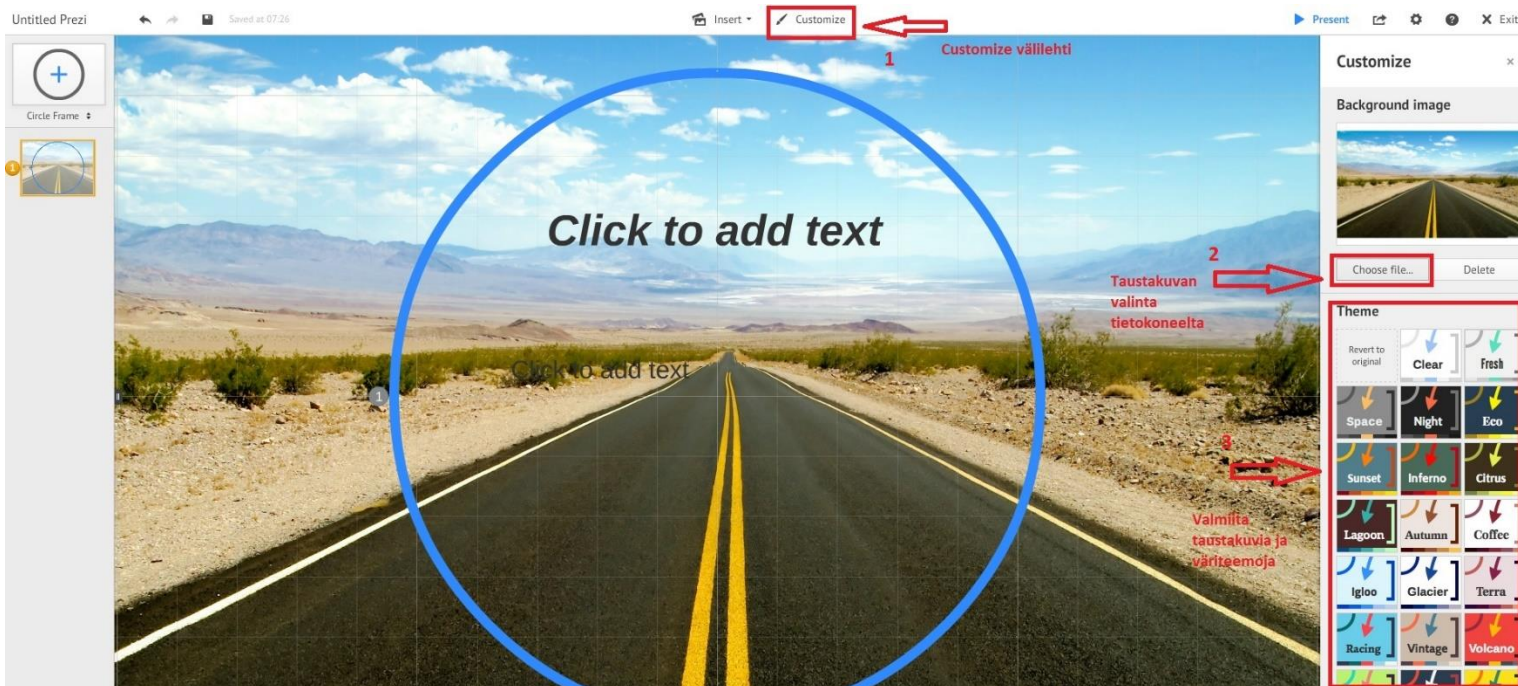 Untitled Prezi
Saved at 07:26
Insert
Customize
Present
Exit
1
Customize välilehti
Circle Frame
1
Click to add text
Click to add text
1
2
Taustakuvan
valinta
tietokoneelta
3
Valmiita
taustakuvia ja
väriteemoja
Customize
Background image
Choose file...
Delete
Theme
Revert to
original
Clear
Fresh
Space
Night
Eco
Sunset
Inferno
Citrus
Lagoon
Autumn
Coffee
Igloo
Glacier
Terra
Racing
Vintage
Volcano